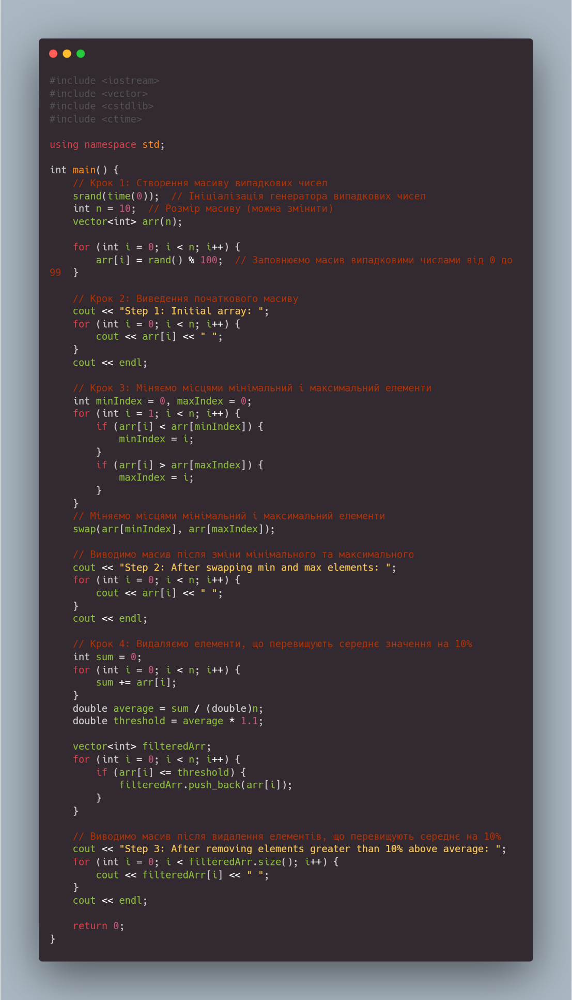 #include <iostream>
#include <vector>
#include <cstdlib>
#include <ctime>

using namespace std;

int main() {
    // Крок 1: Створення масиву випадкових чисел
    srand(time(0));  // Ініціалізація генератора випадкових чисел
    int n = 10;  // Розмір масиву (можна змінити)
    vector<int> arr(n);

    for (int i = 0; i < n; i++) {
        arr[i] = rand() % 100;  // Заповнюємо масив випадковими числами від 0 до
99  }

    // Крок 2: Виведення початкового масиву
    cout << "Step 1: Initial array: ";
    for (int i = 0; i < n; i++) {
        cout << arr[i] << " ";
    }
    cout << endl;

    // Крок 3: Міняємо місцями мінімальний і максимальний елементи
    int minIndex = 0, maxIndex = 0;
    for (int i = 1; i < n; i++) {
        if (arr[i] < arr[minIndex]) {
            minIndex = i;
        }
        if (arr[i] > arr[maxIndex]) {
            maxIndex = i;
        }
    }
    // Міняємо місцями мінімальний і максимальний елементи
    swap(arr[minIndex], arr[maxIndex]);

    // Виводимо масив після зміни мінімального та максимального
    cout << "Step 2: After swapping min and max elements: ";
    for (int i = 0; i < n; i++) {
        cout << arr[i] << " ";
    }
    cout << endl;

    // Крок 4: Видаляємо елементи, що перевищують середнє значення на 10%
    int sum = 0;
    for (int i = 0; i < n; i++) {
        sum += arr[i];
    }
    double average = sum / (double)n;
    double threshold = average * 1.1;

    vector<int> filteredArr;
    for (int i = 0; i < n; i++) {
        if (arr[i] <= threshold) {
            filteredArr.push_back(arr[i]);
        }
    }

    // Виводимо масив після видалення елементів, що перевищують середнє на 10%
    cout << "Step 3: After removing elements greater than 10% above average: ";
    for (int i = 0; i < filteredArr.size(); i++) {
        cout << filteredArr[i] << " ";
    }
    cout << endl;

    return 0;
}